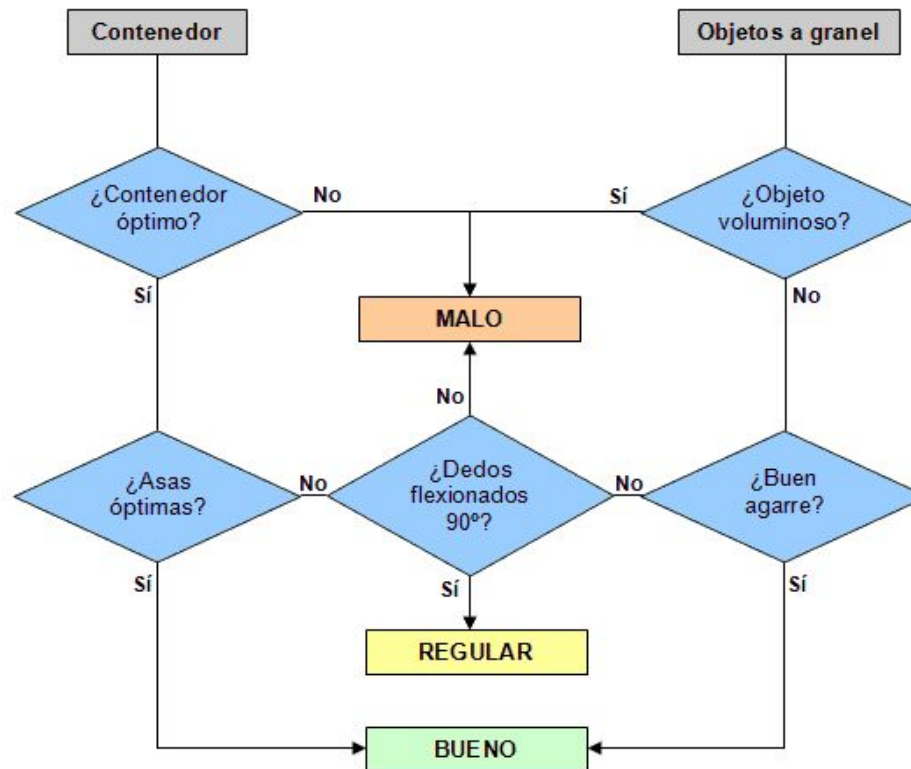 Contenedor
Objetos a granel
¿Contenedor
óptimo?
No
Sí
¿Objeto
voluminoso?
Sí
No
MALO
No
¿Asas
óptimas?
No
¿Dedos
flexionados
90º?
No
¿Buen
agarre?
Sí
Sí
Sí
REGULAR
BUENO